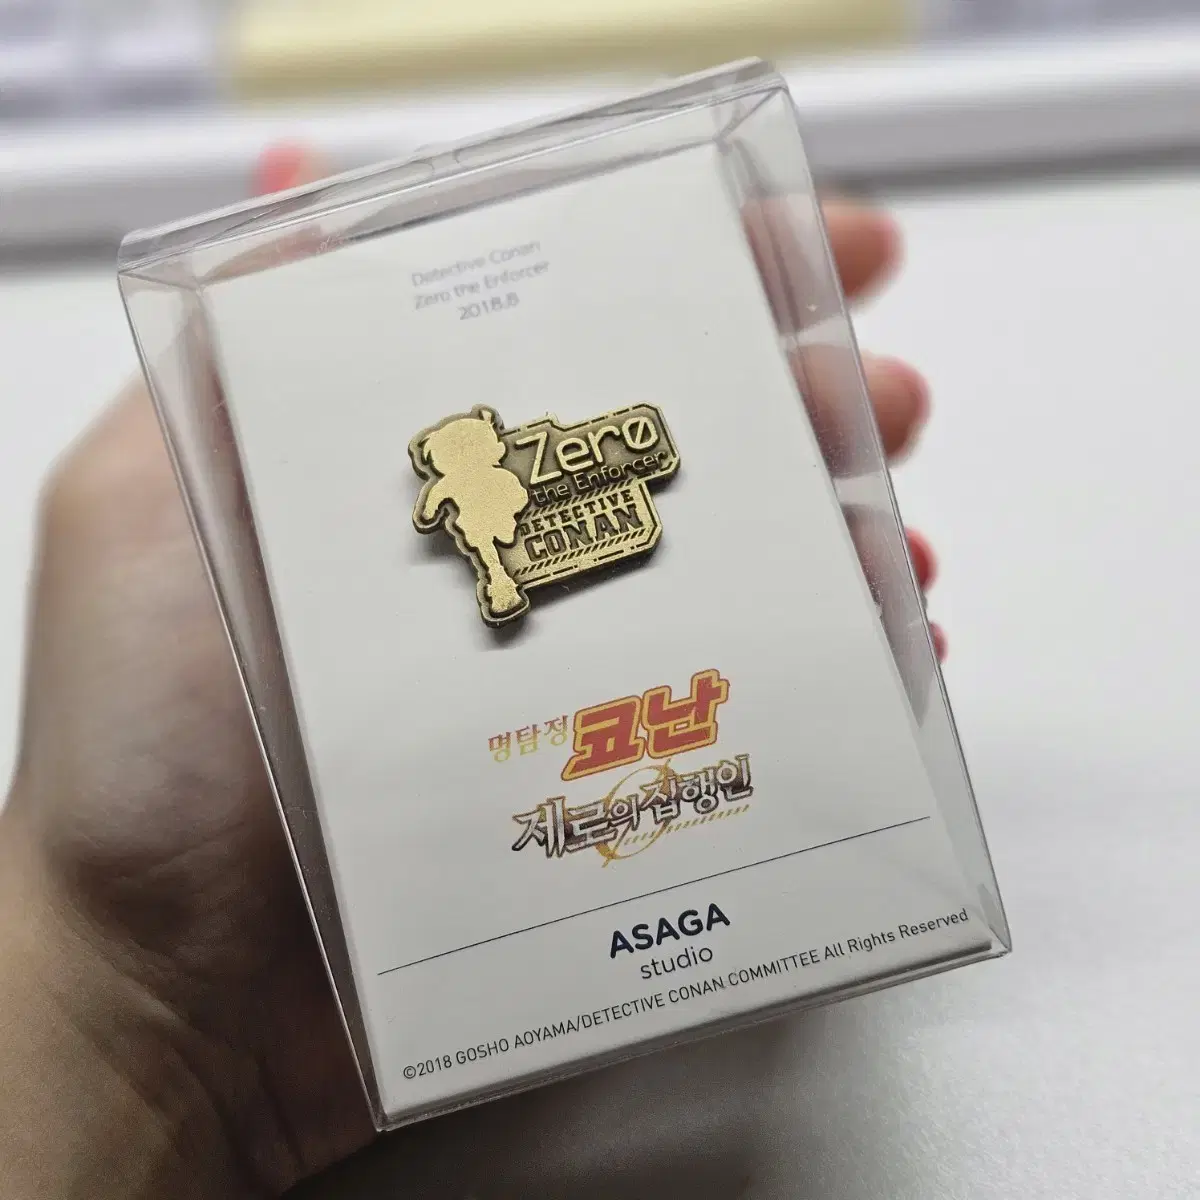 Detective Conan
Zero the Enforcer
2018.8
Zerø
the Enforcer
DETECTIVE
CONAN
명탐정 코난
제로의 집행인
ASAGA
studio
©2018 GOSHO AOYAMA/DETECTIVE CONAN COMMITTEE All Rights Reserved